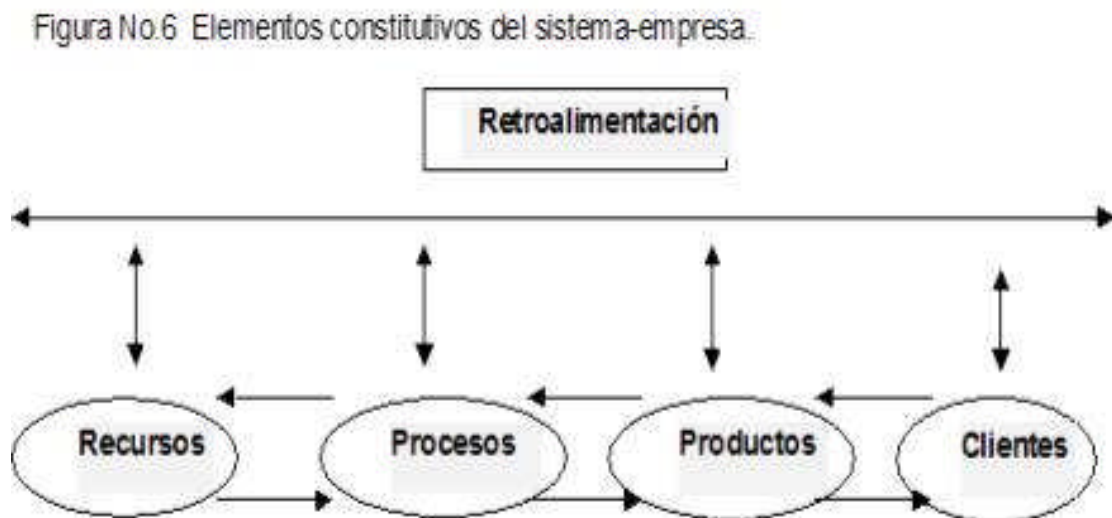 Figura No.6 Elementos constitutivos del sistema-empresa.
Retroalimentación
Recursos Procesos Productos Clientes